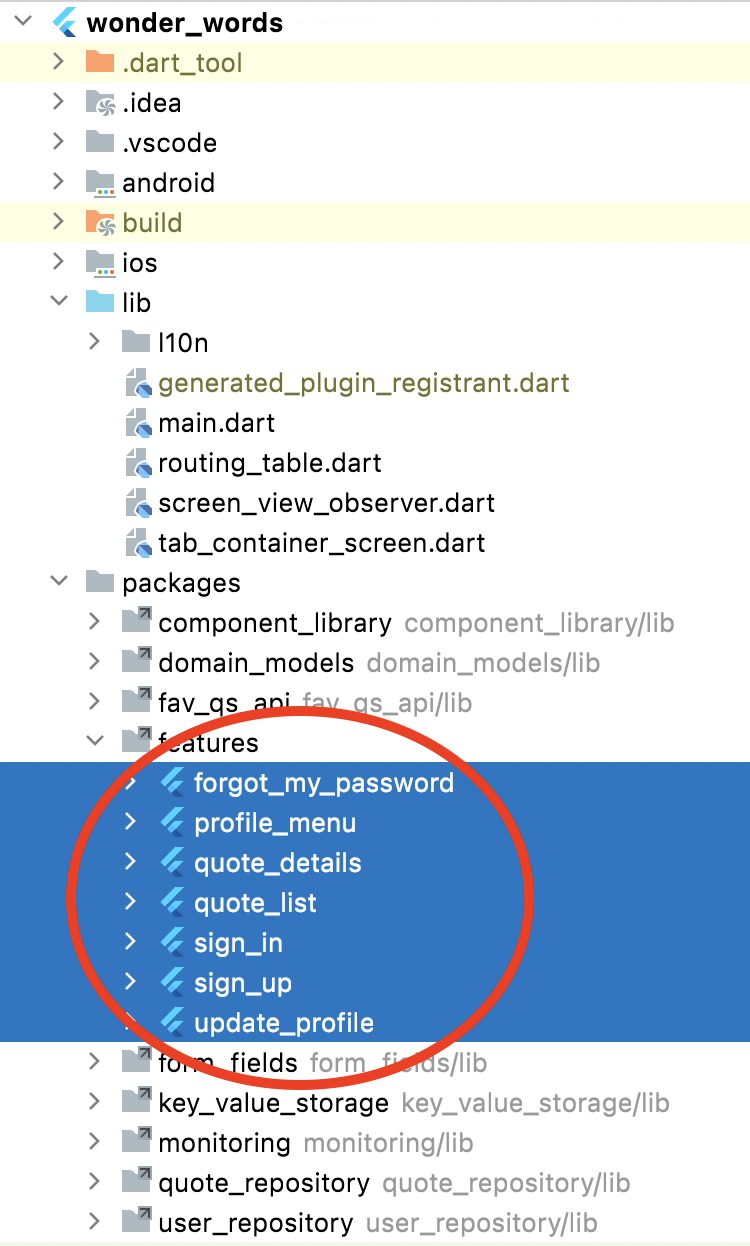 wonder_words
.dart_tool
.idea
.vscode
android
build
ios
lib
l10n
generated_plugin_registrant.dart
main.dart
routing_table.dart
screen_view_observer.dart
tab_container_screen.dart
packages
component_library component_library/lib
domain_models domain_models/lib
fav_qs_api fav_qs_api/lib
features
forgot_my_password
profile_menu
quote_details
quote_list
sign_in
sign_up
update_profile
form_fields form_fields/lib
key_value_storage key_value_storage/lib
monitoring monitoring/lib
quote_repository quote_repository/lib
user_repository user_repository/lib